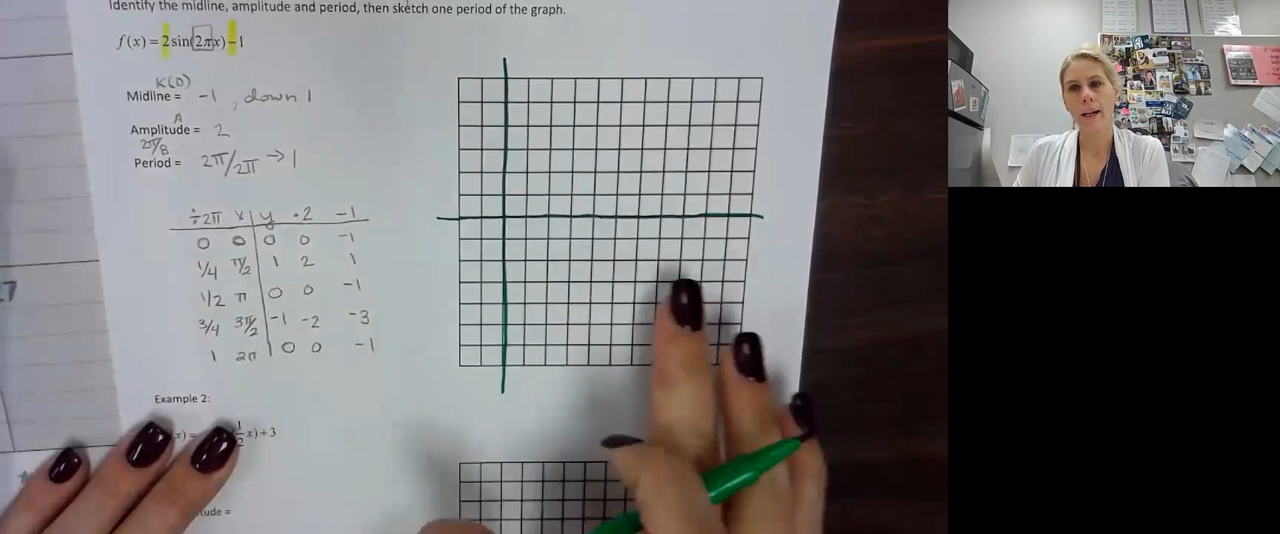 Identify the midline, amplitude and period, then sketch one period of the graph.
f(x) = 2sin(2πx) − 1
K(D)
Midline = -1 , down 1
A
Amplitude = 2
2π/B
Period = 2π/2π → 1
÷2π x y ·2 -1
0 0 0 0 -1
1/4 π/2 1 2 1
1/2 π 0 0 -1
3/4 3π/2 -1 -2 -3
1 2π 0 0 -1
Example 2:
x) = 1/2 x) + 3
tude =